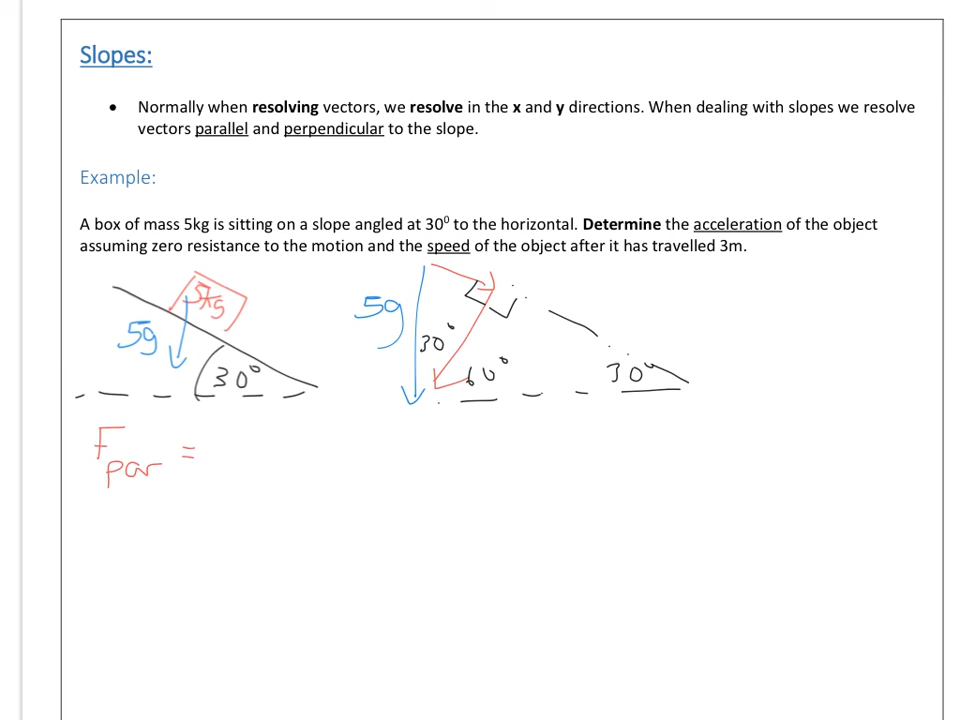 Slopes:
• Normally when resolving vectors, we resolve in the x and y directions. When dealing with slopes we resolve
vectors parallel and perpendicular to the slope.
Example:
A box of mass 5kg is sitting on a slope angled at 30⁰ to the horizontal. Determine the acceleration of the object
assuming zero resistance to the motion and the speed of the object after it has travelled 3m.
5kg
5g
30°
5g
30°
60°
30°
F par =